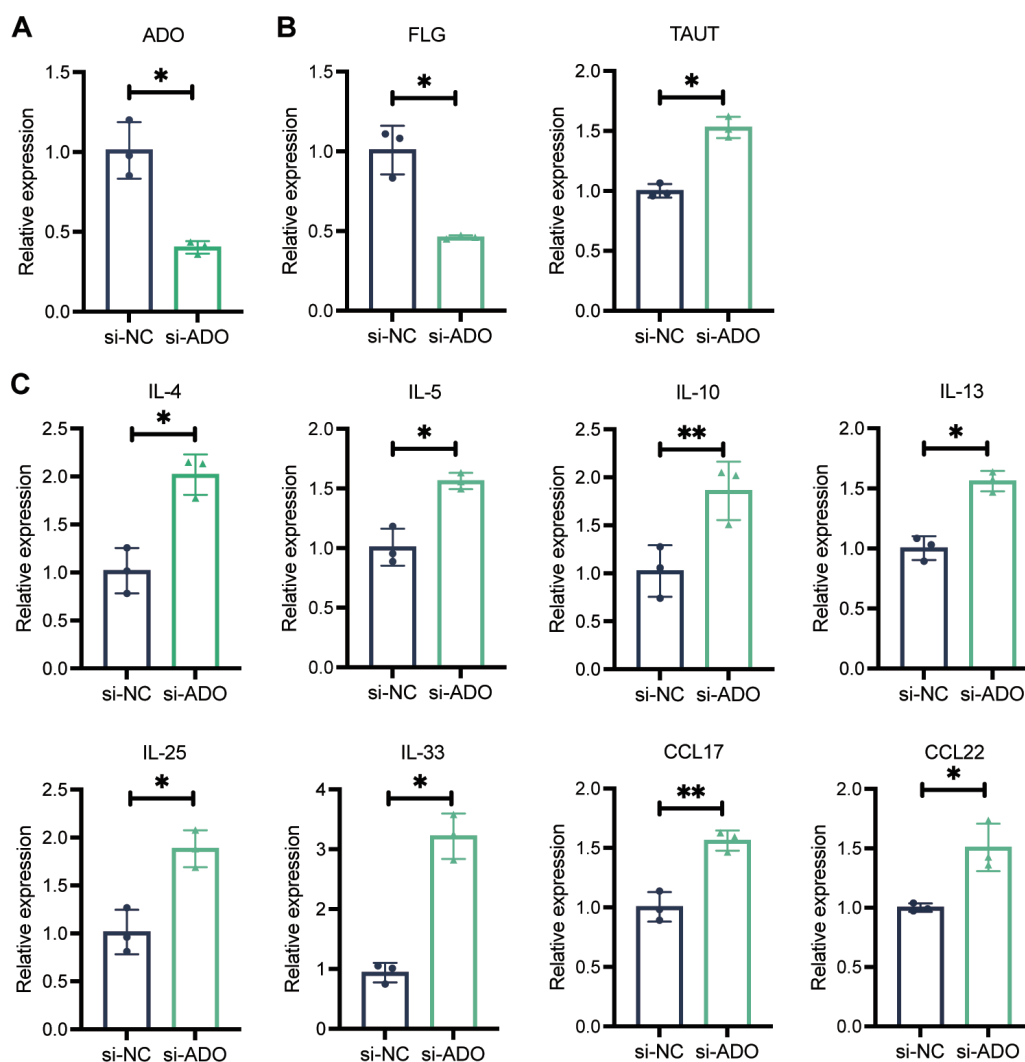 A
B
ADO
FLG
TAUT
Relative expression
1.5
1.0
0.5
0.0
*
si-NC si-ADO
Relative expression
1.5
1.0
0.5
0.0
*
si-NC si-ADO
Relative expression
2.0
1.5
1.0
0.5
0.0
*
si-NC si-ADO
C
IL-4
IL-5
IL-10
IL-13
Relative expression
2.5
2.0
1.5
1.0
0.5
0.0
*
si-NC si-ADO
Relative expression
2.0
1.5
1.0
0.5
0.0
*
si-NC si-ADO
Relative expression
2.5
2.0
1.5
1.0
0.5
0.0
**
si-NC si-ADO
Relative expression
2.0
1.5
1.0
0.5
0.0
*
si-NC si-ADO
IL-25
IL-33
CCL17
CCL22
Relative expression
2.5
2.0
1.5
1.0
0.5
0.0
*
si-NC si-ADO
Relative expression
4
3
2
1
0
*
si-NC si-ADO
Relative expression
2.0
1.5
1.0
0.5
0.0
**
si-NC si-ADO
Relative expression
2.0
1.5
1.0
0.5
0.0
*
si-NC si-ADO